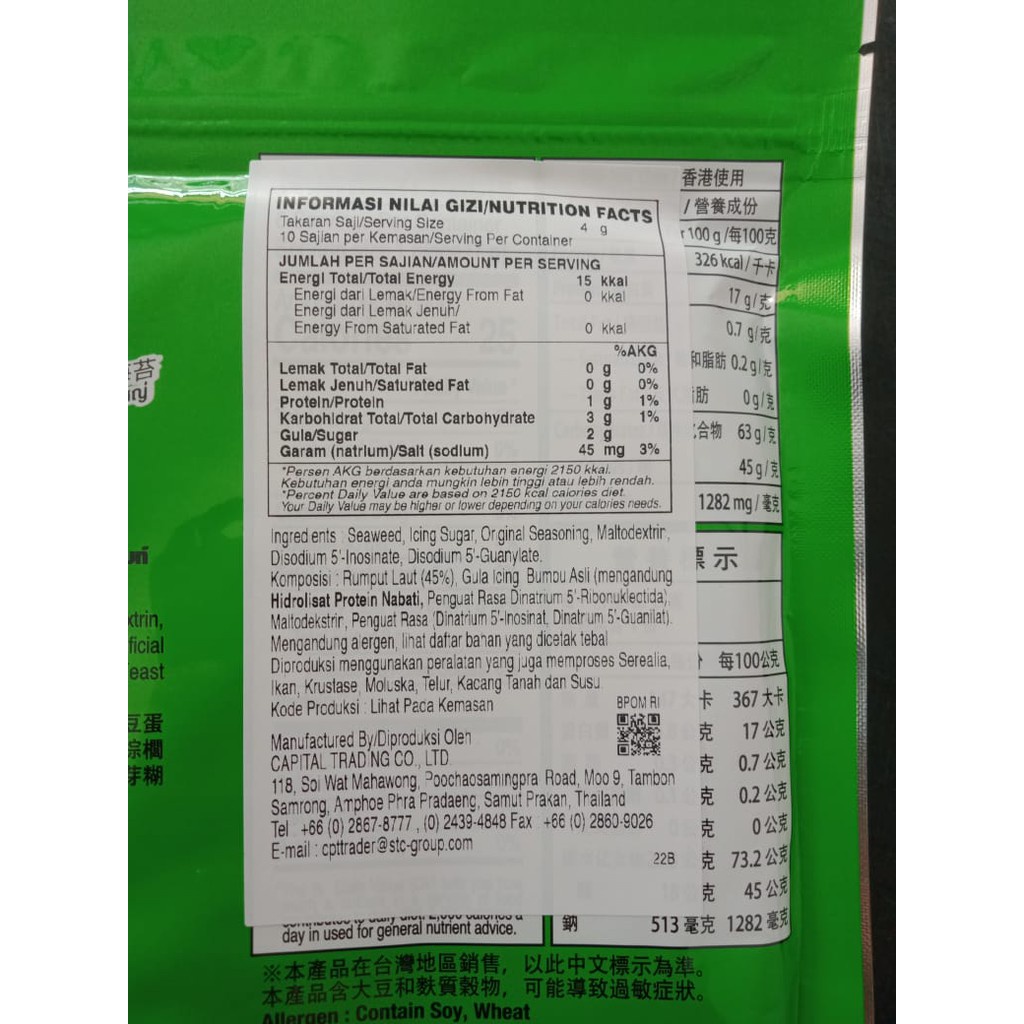 INFORMASI NILAI GIZI/NUTRITION FACTS
Takaran Saji/Serving Size 4 g
10 Sajian per Kemasan/Serving Per Container
JUMLAH PER SAJIAN/AMOUNT PER SERVING
Energi Total/Total Energy 15 kkal
Energi dari Lemak/Energy From Fat 0 kkal
Energi dari Lemak Jenuh/
Energy From Saturated Fat 0 kkal
%AKG
Lemak Total/Total Fat 0 g 0%
Lemak Jenuh/Saturated Fat 0 g 0%
Protein/Protein 1 g 1%
Karbohidrat Total/Total Carbohydrate 3 g 1%
Gula/Sugar 2 g
Garam (natrium)/Salt (sodium) 45 mg 3%
*Persen AKG berdasarkan kebutuhan energi 2150 kkal.
Kebutuhan energi anda mungkin lebih tinggi atau lebih rendah.
*Percent Daily Value are based on 2150 kcal calories diet.
Your Daily Value may be higher or lower depending on your calories needs.
Ingredients : Seaweed, Icing Sugar, Original Seasoning, Maltodextrin,
Disodium 5'-Inosinate, Disodium 5'-Guanylate.
Komposisi : Rumput Laut (45%), Gula Icing, Bumbu Asli (mengandung
Hidrolisat Protein Nabati, Penguat Rasa Dinatrium 5'-Ribonukleotida),
Maltodekstrin, Penguat Rasa (Dinatrium 5'-Inosinat, Dinatrium 5'-Guanilat).
Mengandung alergen, lihat daftar bahan yang dicetak tebal
Diproduksi menggunakan peralatan yang juga memproses Serealia,
Ikan, Krustase, Moluska, Telur, Kacang Tanah dan Susu.
Kode Produksi : Lihat Pada Kemasan
BPOM RI
Manufactured By/Diproduksi Oleh
CAPITAL TRADING CO., LTD.
118, Soi Wat Mahawong, Poochaosamingprai Road, Moo 9, Tambon
Samrong, Amphoe Phra Pradaeng, Samut Prakan, Thailand
Tel : +66 (0) 2867-8777 , (0) 2439-4848 Fax : +66 (0) 2860-9026
E-mail : cpttrader@stc-group.com
22B
香港使用
/ 營養成份
100 g /每100克
326 kcal / 千卡
17 g / 克
0.7 g/克
和脂肪 0.2 g/克
肪 0 g / 克
合物 63 g / 克
45 g / 克
1282 mg / 毫克
標示
每100公克
卡 367 大卡
克 17 公克
克 0.7 公克
克 0.2 公克
克 0 公克
克 73.2 公克
克 45 公克
鈉 513 毫克 1282 毫克
苔
xtrin,
ficial
east
豆蛋
棕櫚
芽糊
day in used for general nutrient advice.
※本產品在台灣地區銷售，以此中文標示為準。
本產品含大豆和麩質穀物，可能導致過敏症狀。
Allergen : Contain Soy, Wheat